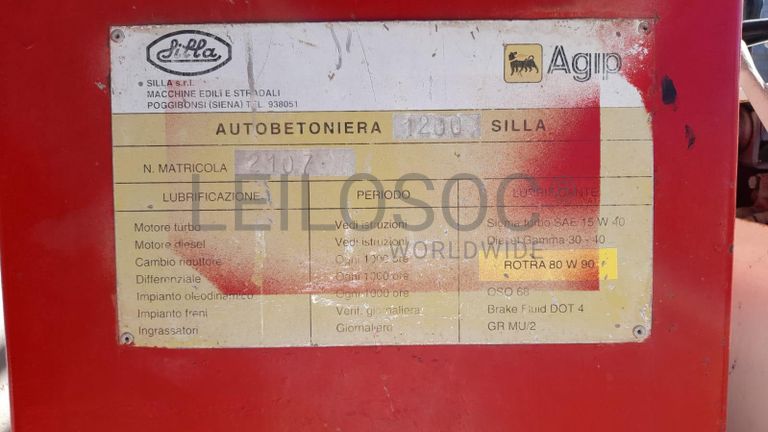 Silla
Agip
SILLA s.r.l.
MACCHINE EDILI E STRADALI
POGGIBONSI (SIENA) TEL. 938051
AUTOBETONIERA 1200 SILLA
N. MATRICOLA 2107
LEILOSOC
WORLDWIDE
LUBRIFICAZIONE PERIODO LUBRIFICANTE
Motore turbo Vedi istruzioni Sigma turbo SAE 15 W 40
Motore diesel Vedi istruzioni Diesel Gamma 30 - 40
Cambio riduttore Ogni 1000 ore ROTRA 80 W 90
Differenziale Ogni 1000 ore
Impianto oleodinamico Ogni 1000 ore OSO 68
Impianto freni Verif. giornaliera Brake Fluid DOT 4
Ingrassatori Giornaliero GR MU/2